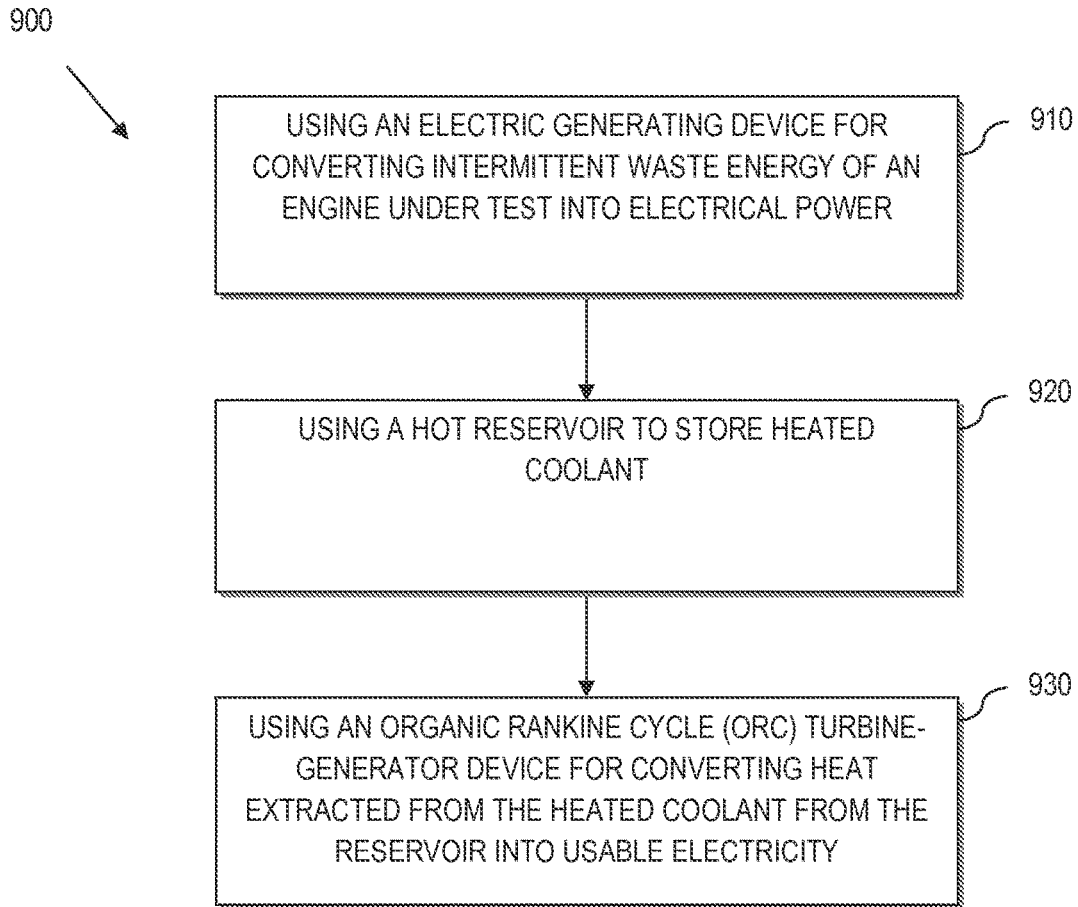 900
USING AN ELECTRIC GENERATING DEVICE FOR
CONVERTING INTERMITTENT WASTE ENERGY OF AN
ENGINE UNDER TEST INTO ELECTRICAL POWER
910
USING A HOT RESERVOIR TO STORE HEATED
COOLANT
920
USING AN ORGANIC RANKINE CYCLE (ORC) TURBINE-
GENERATOR DEVICE FOR CONVERTING HEAT
EXTRACTED FROM THE HEATED COOLANT FROM THE
RESERVOIR INTO USABLE ELECTRICITY
930